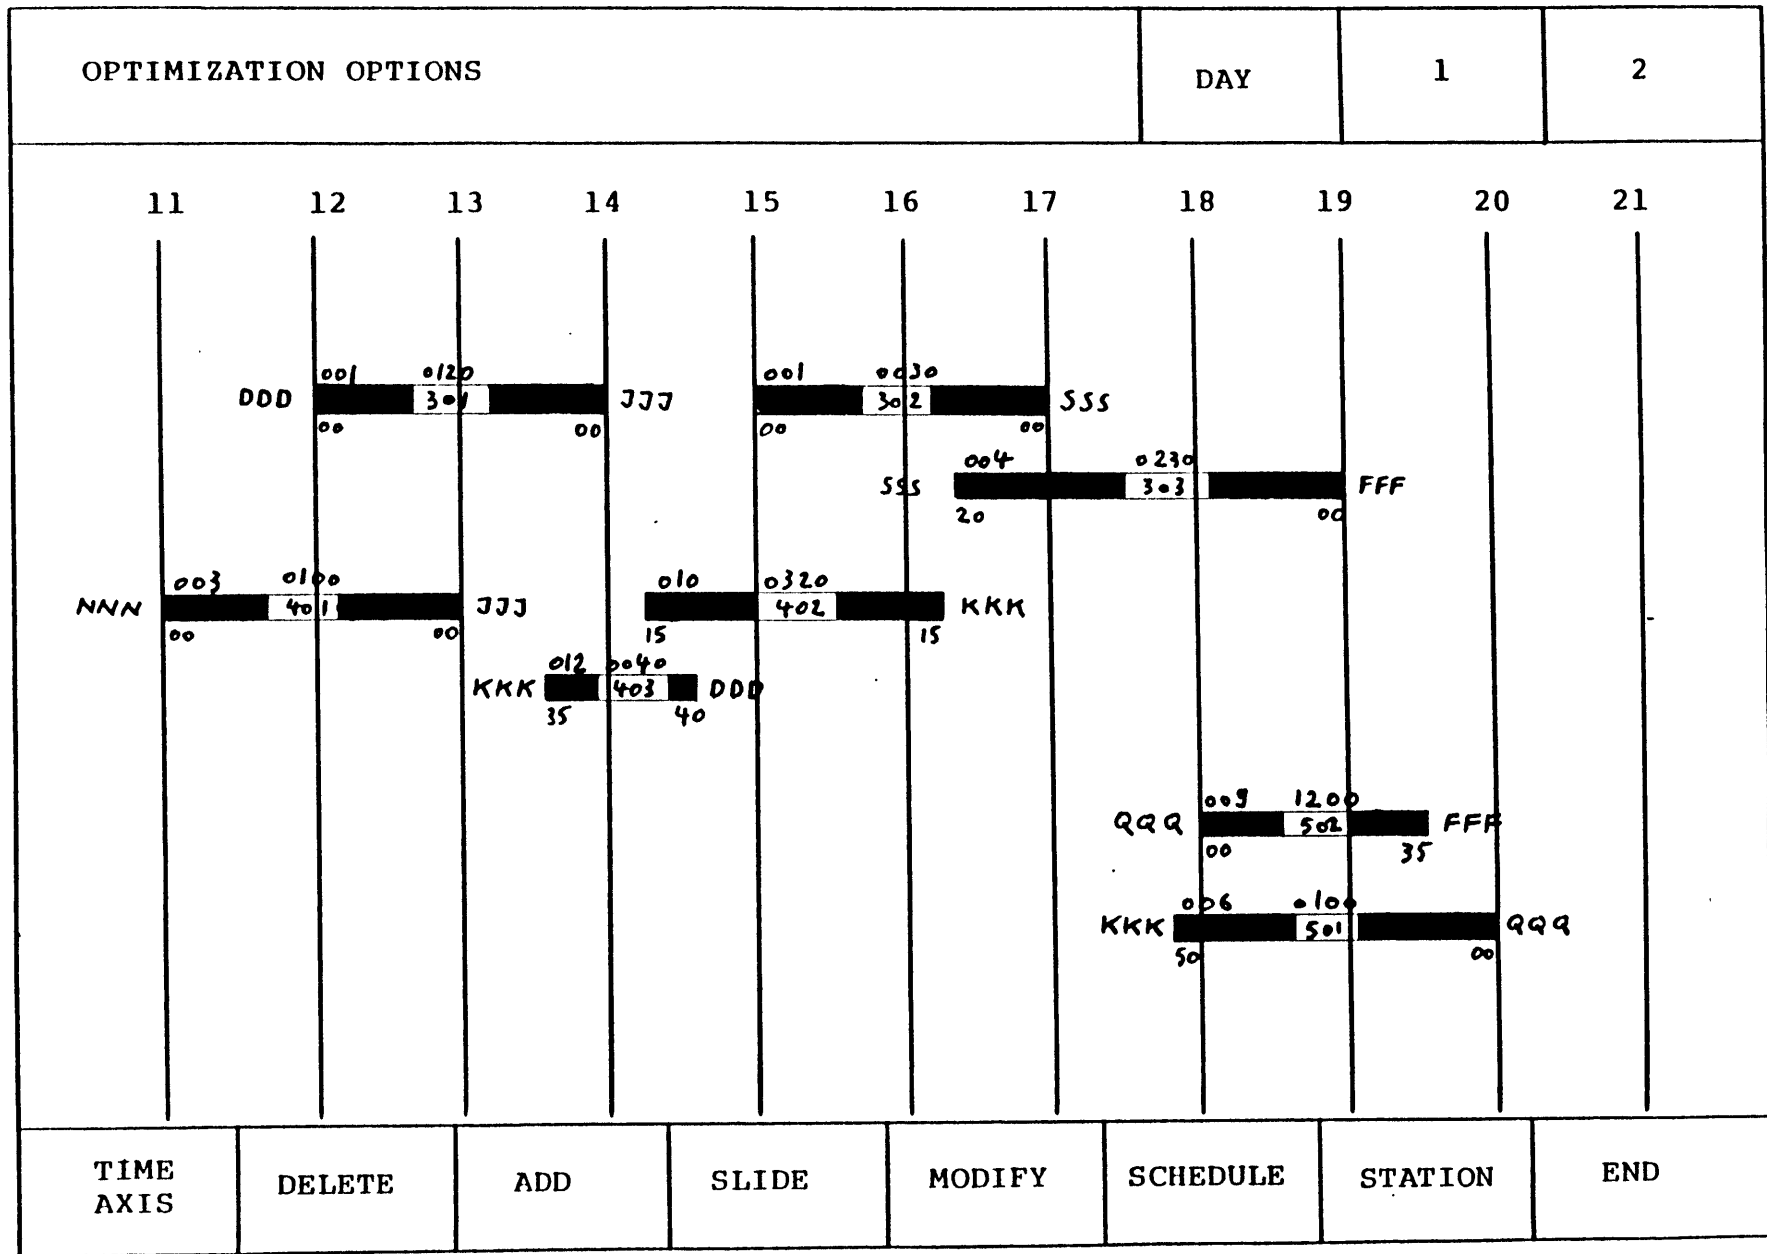 OPTIMIZATION OPTIONS DAY 1 2
11 12 13 14 15 16 17 18 19 20 21
001 0120 001 0030
DDD 301 JJJ 302 SSS
00 00 00 00
004 0230
SSS 303 FFF
20 00
003 0100 010 0320
NNN 401 JJJ 402 KKK
00 00 15 15
012 0040
KKK 403 DDD
35 40
009 1200
QQQ 502 FFF
00 35
006 0100
KKK 501 QQQ
50 00
TIME AXIS DELETE ADD SLIDE MODIFY SCHEDULE STATION END